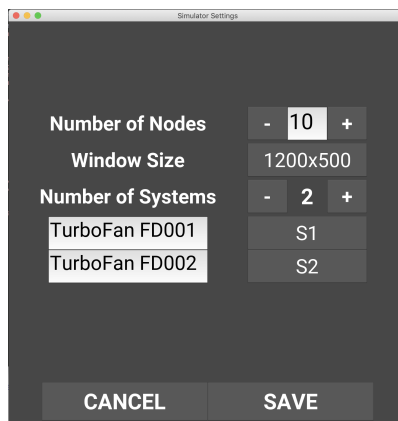 Simulator Settings
Number of Nodes - 10 +
Window Size 1200x500
Number of Systems - 2 +
TurboFan FD001 S1
TurboFan FD002 S2
CANCEL SAVE